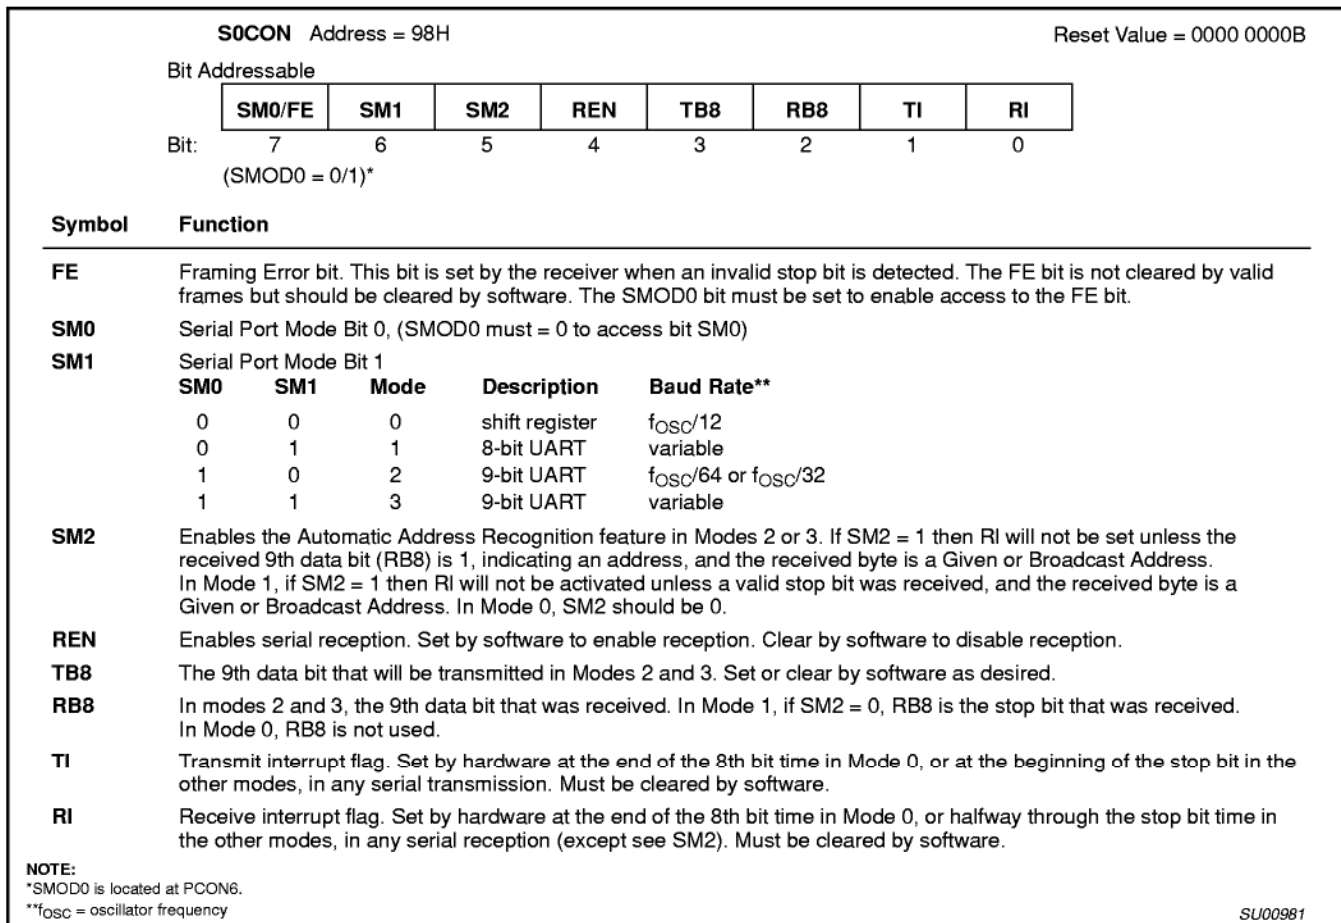 S0CON Address = 98H Reset Value = 0000 0000B
Bit Addressable
SM0/FE SM1 SM2 REN TB8 RB8 TI RI
Bit: 7 6 5 4 3 2 1 0
(SMOD0 = 0/1)*
Symbol Function
FE Framing Error bit. This bit is set by the receiver when an invalid stop bit is detected. The FE bit is not cleared by valid
frames but should be cleared by software. The SMOD0 bit must be set to enable access to the FE bit.
SM0 Serial Port Mode Bit 0, (SMOD0 must = 0 to access bit SM0)
SM1 Serial Port Mode Bit 1
SM0 SM1 Mode Description Baud Rate**
0 0 0 shift register fOSC/12
0 1 1 8-bit UART variable
1 0 2 9-bit UART fOSC/64 or fOSC/32
1 1 3 9-bit UART variable
SM2 Enables the Automatic Address Recognition feature in Modes 2 or 3. If SM2 = 1 then RI will not be set unless the
received 9th data bit (RB8) is 1, indicating an address, and the received byte is a Given or Broadcast Address.
In Mode 1, if SM2 = 1 then RI will not be activated unless a valid stop bit was received, and the received byte is a
Given or Broadcast Address. In Mode 0, SM2 should be 0.
REN Enables serial reception. Set by software to enable reception. Clear by software to disable reception.
TB8 The 9th data bit that will be transmitted in Modes 2 and 3. Set or clear by software as desired.
RB8 In modes 2 and 3, the 9th data bit that was received. In Mode 1, if SM2 = 0, RB8 is the stop bit that was received.
In Mode 0, RB8 is not used.
TI Transmit interrupt flag. Set by hardware at the end of the 8th bit time in Mode 0, or at the beginning of the stop bit in the
other modes, in any serial transmission. Must be cleared by software.
RI Receive interrupt flag. Set by hardware at the end of the 8th bit time in Mode 0, or halfway through the stop bit time in
the other modes, in any serial reception (except see SM2). Must be cleared by software.
NOTE:
*SMOD0 is located at PCON6.
**fOSC = oscillator frequency SU00981